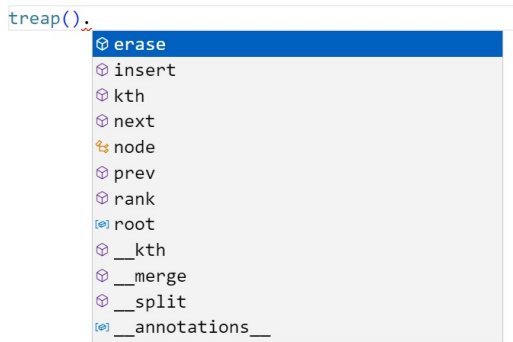 treap().
erase
insert
kth
next
node
prev
rank
root
__kth
__merge
__split
__annotations__